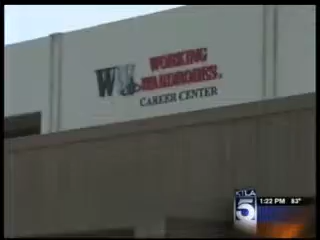 WW WORKING
WARDROBES®
CAREER CENTER
KTLA
5
1:22 PM 83°